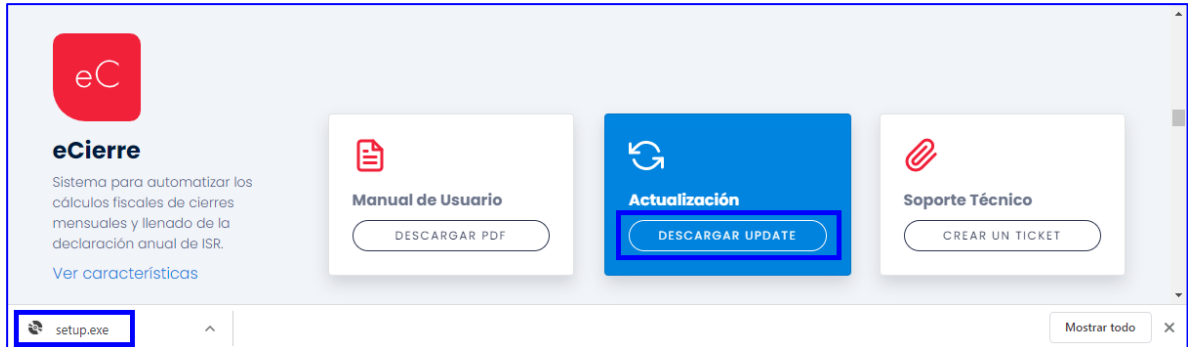 eC
eCierre
Sistema para automatizar los
cálculos fiscales de cierres
mensuales y llenado de la
declaración anual de ISR.
Ver características
Manual de Usuario
DESCARGAR PDF
Actualización
DESCARGAR UPDATE
Soporte Técnico
CREAR UN TICKET
setup.exe
Mostrar todo